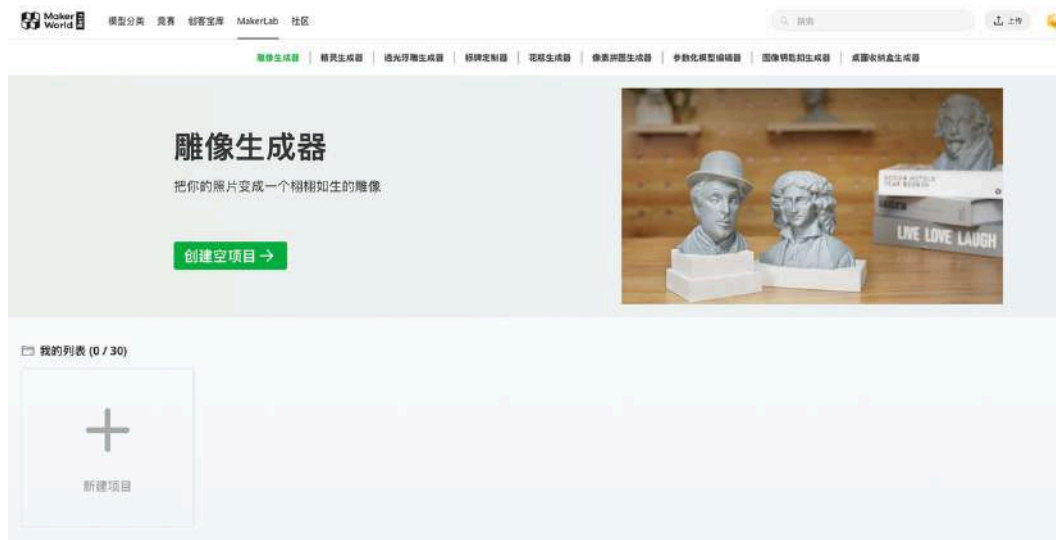 Maker World
模型分类 竞赛 创客宝库 MakerLab 社区
搜索
上传
雕像生成器 | 精灵生成器 | 透光浮雕生成器 | 标牌定制器 | 花瓶生成器 | 像素拼图生成器 | 参数化模型编辑器 | 图像钥匙扣生成器 | 桌面收纳盒生成器
雕像生成器
把你的照片变成一个栩栩如生的雕像
创建空项目 →
LIVE LOVE LAUGH
我的列表 (0 / 30)
新建项目